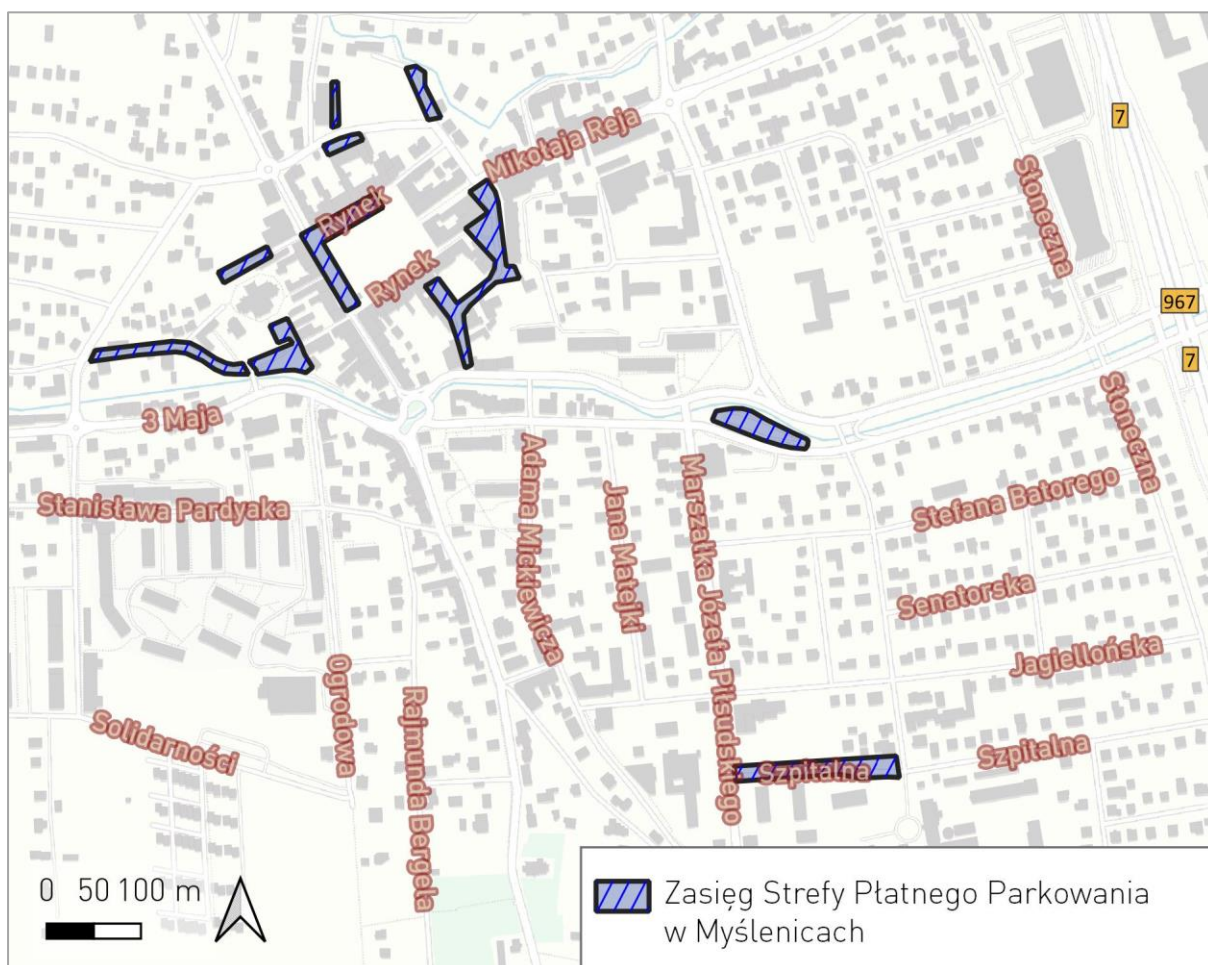 7
Mikołaja Reja
Słoneczna
Rynek
Rynek
967
7
3 Maja
Słoneczna
Adama Mickiewicza
Jana Matejki
Marszałka Józefa Piłsudskiego
Stanisława Pardyaka
Stefana Batorego
Senatorska
Jagiellońska
Ogrodowa
Rajmunda Bergela
Solidarności
Szpitalna
Szpitalna
0 50 100 m
Zasięg Strefy Płatnego Parkowania
w Myślenicach